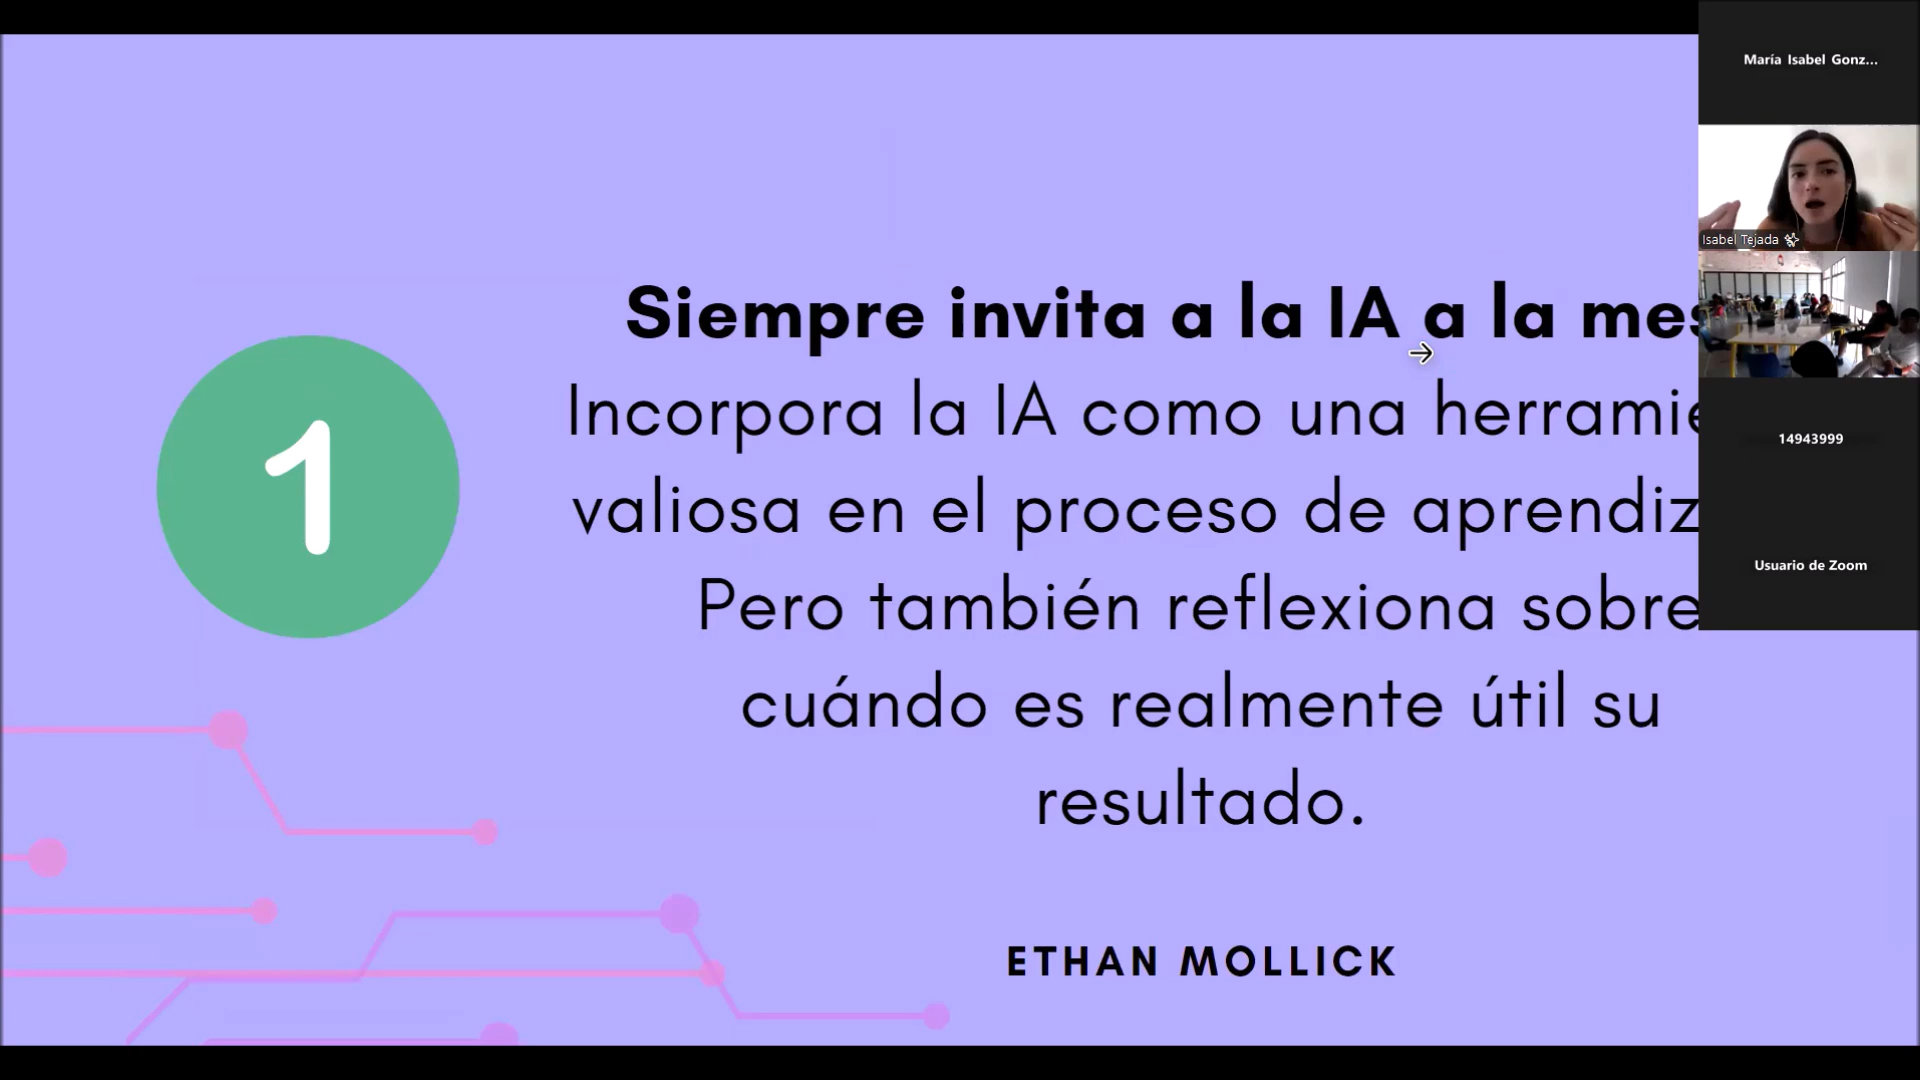 1
Siempre invita a la IA a la mes
Incorpora la IA como una herramie
valiosa en el proceso de aprendiz
Pero también reflexiona sobre
cuándo es realmente útil su
resultado.
ETHAN MOLLICK
María Isabel Gonz...
Isabel Tejada
14943999
Usuario de Zoom